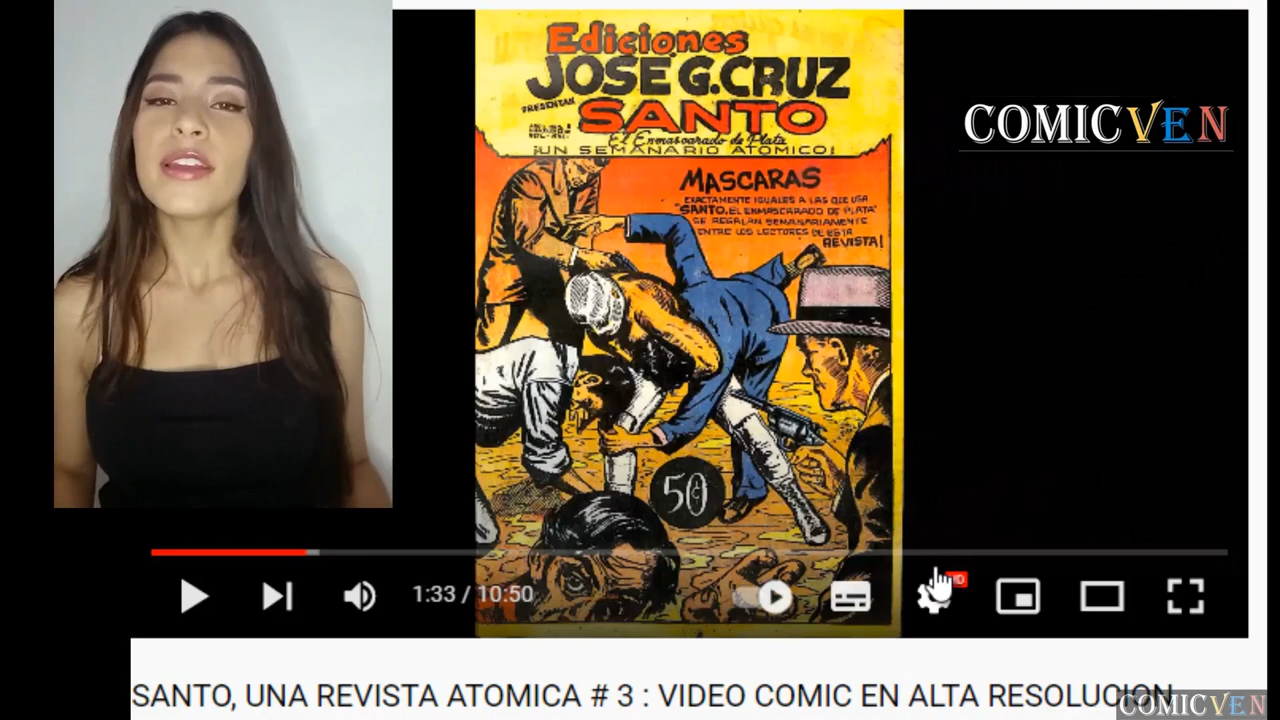 Ediciones
JOSE G. CRUZ
PRESENTAN
SANTO
El Enmascarado de Plata
¡UN SEMANARIO ATOMICO!
MASCARAS
EXACTAMENTE IGUALES A LAS QUE USA
"SANTO, EL ENMASCARADO DE PLATA"
SE REGALAN SEMANARIAMENTE
ENTRE LOS LECTORES DE ESTA
REVISTA!
50
COMICVEN
1:33 / 10:50
HD
SANTO, UNA REVISTA ATOMICA # 3 : VIDEO COMIC EN ALTA RESOLUCION
COMICVEN